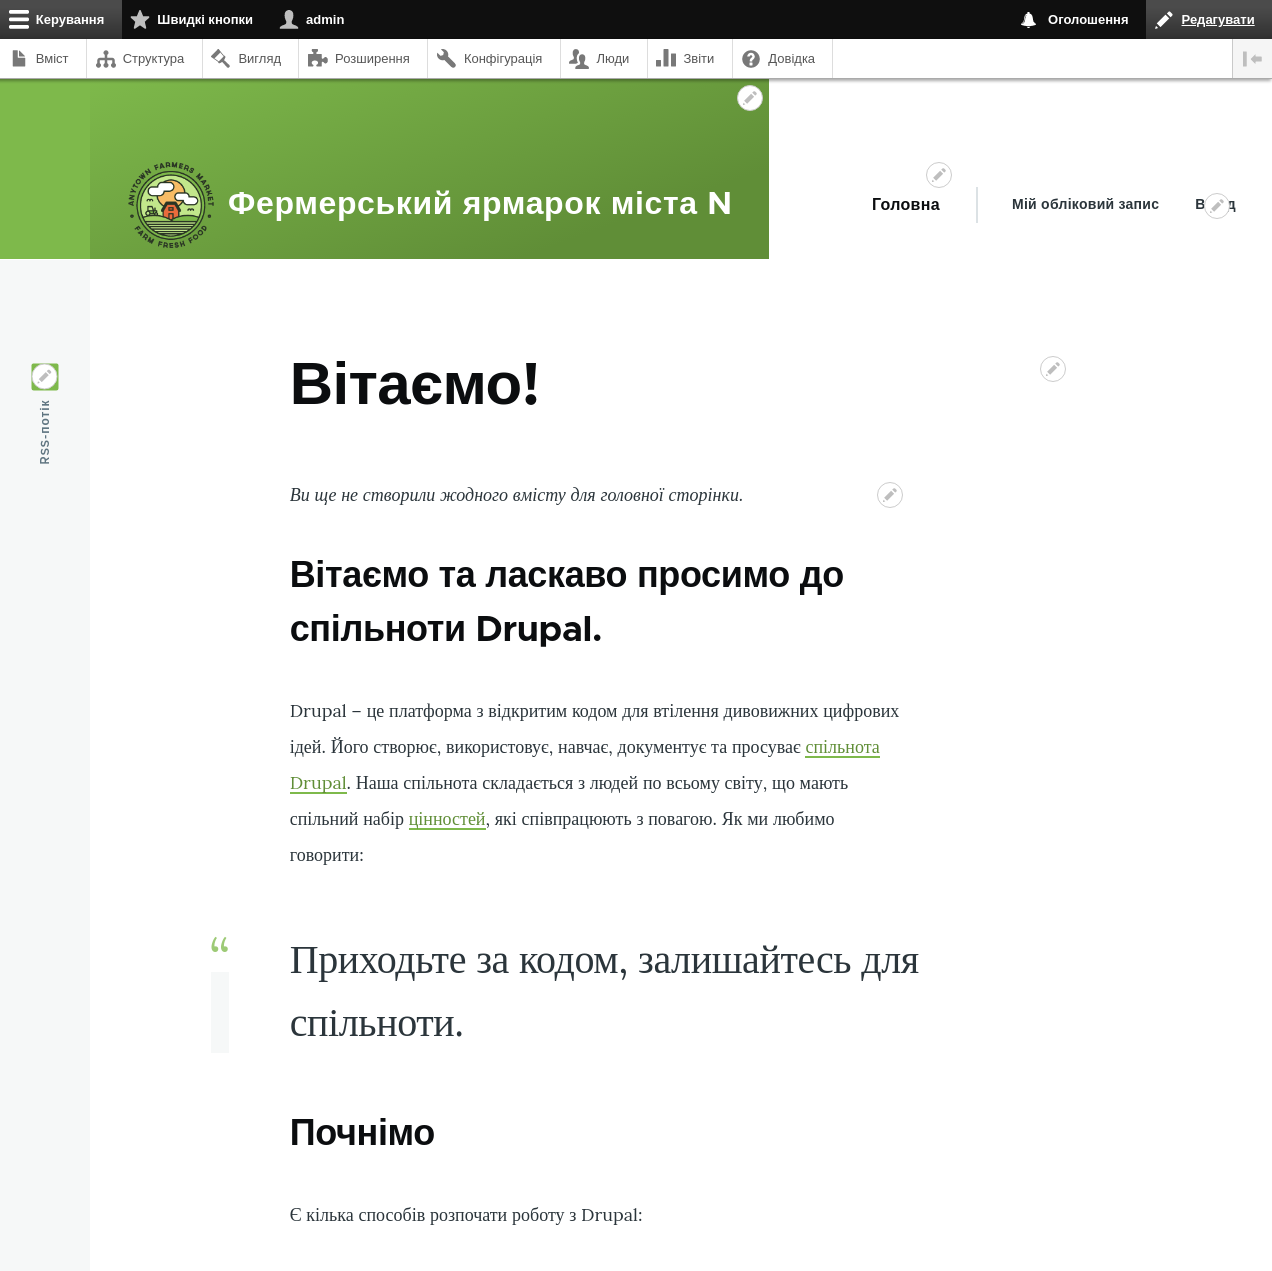 Керування
Швидкі кнопки
admin
Оголошення
Редагувати
Вміст
Структура
Вигляд
Розширення
Конфігурація
Люди
Звіти
Довідка
ANYTOWN FARMERS MARKET
FARM FRESH FOOD
Фермерський ярмарок міста N
Головна
Мій обліковий запис
RSS-потік
Вітаємо!
Ви ще не створили жодного вмісту для головної сторінки.
Вітаємо та ласкаво просимо до
спільноти Drupal.
Drupal – це платформа з відкритим кодом для втілення дивовижних цифрових
ідей. Його створює, використовує, навчає, документує та просуває спільнота
Drupal. Наша спільнота складається з людей по всьому світу, що мають
спільний набір цінностей, які співпрацюють з повагою. Як ми любимо
говорити:
“
Приходьте за кодом, залишайтесь для
спільноти.
Почнімо
Є кілька способів розпочати роботу з Drupal: